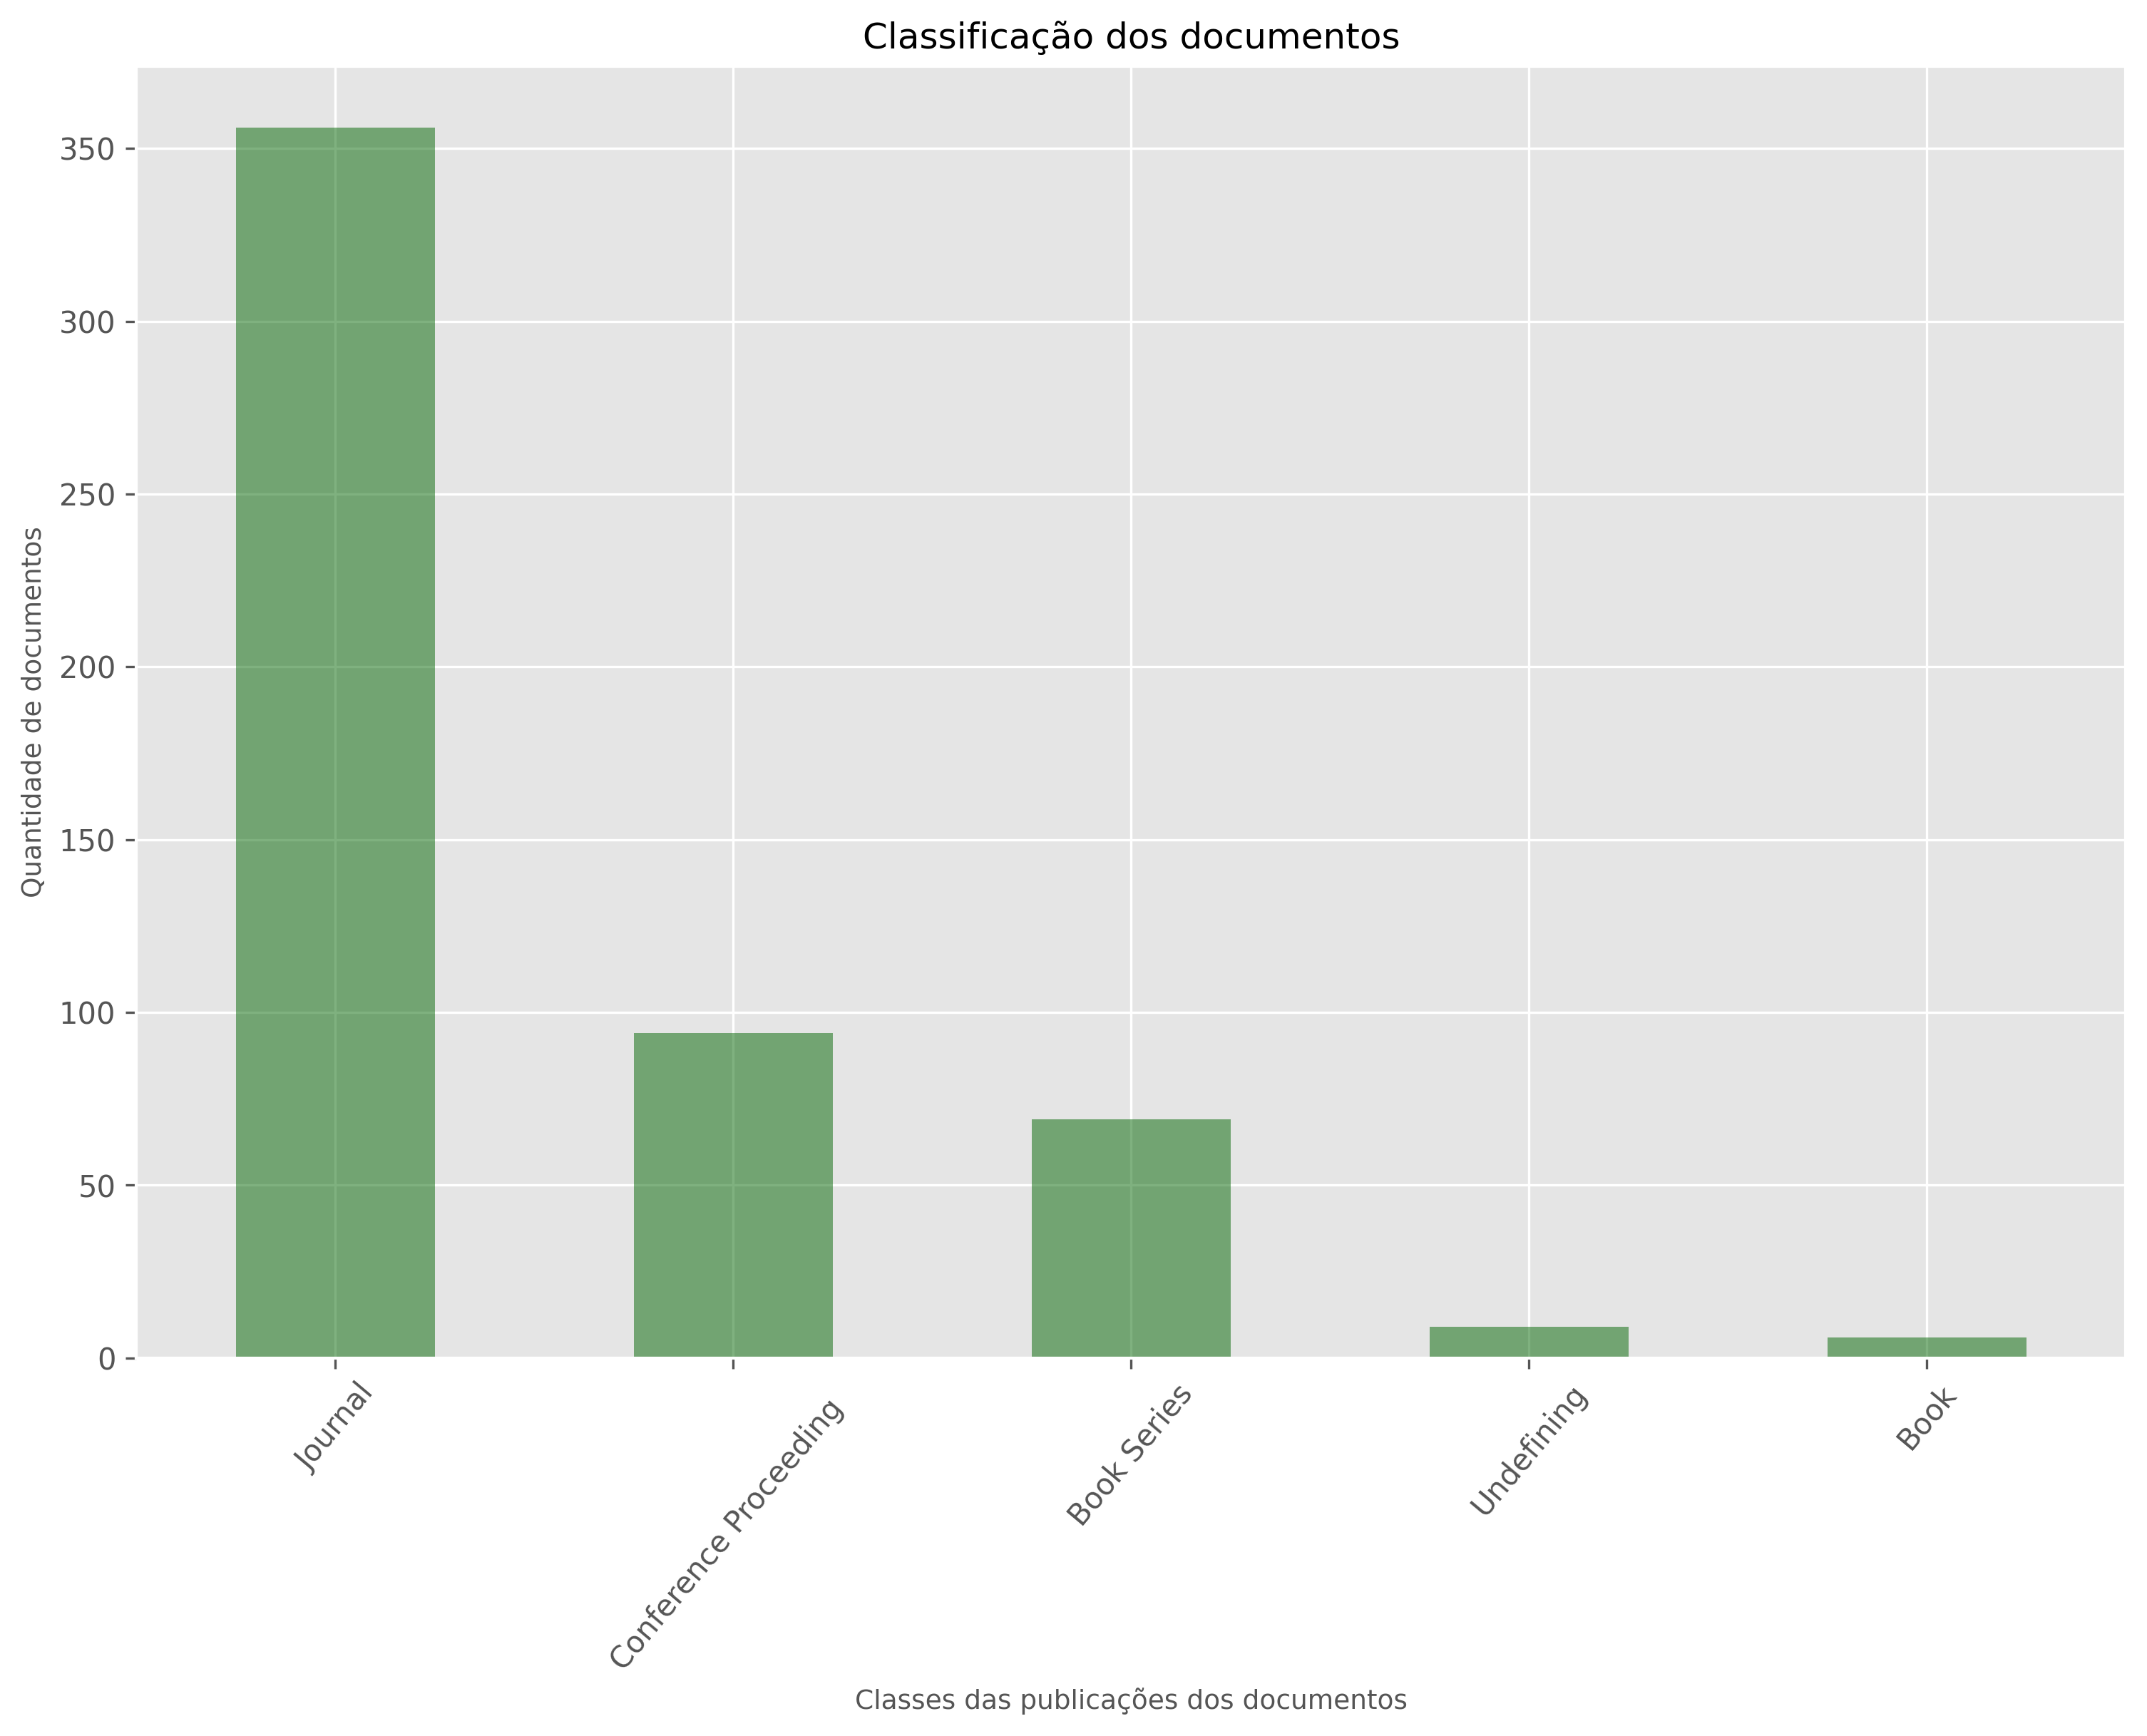 Classificação dos documentos
Quantidade de documentos
350
300
250
200
150
100
50
0
Journal
Conference Proceeding
Book Series
Undefining
Book
Classes das publicações dos documentos